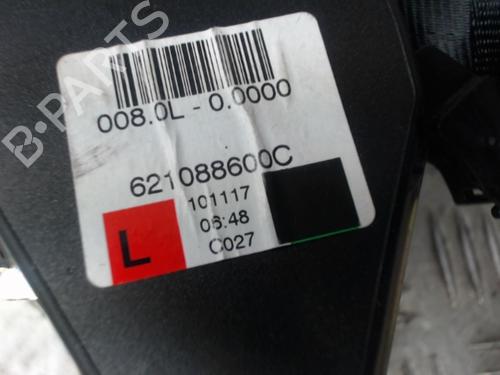 B-PARTS
008.0L - 0.0000
621088600C
101117
06:48
C027
L